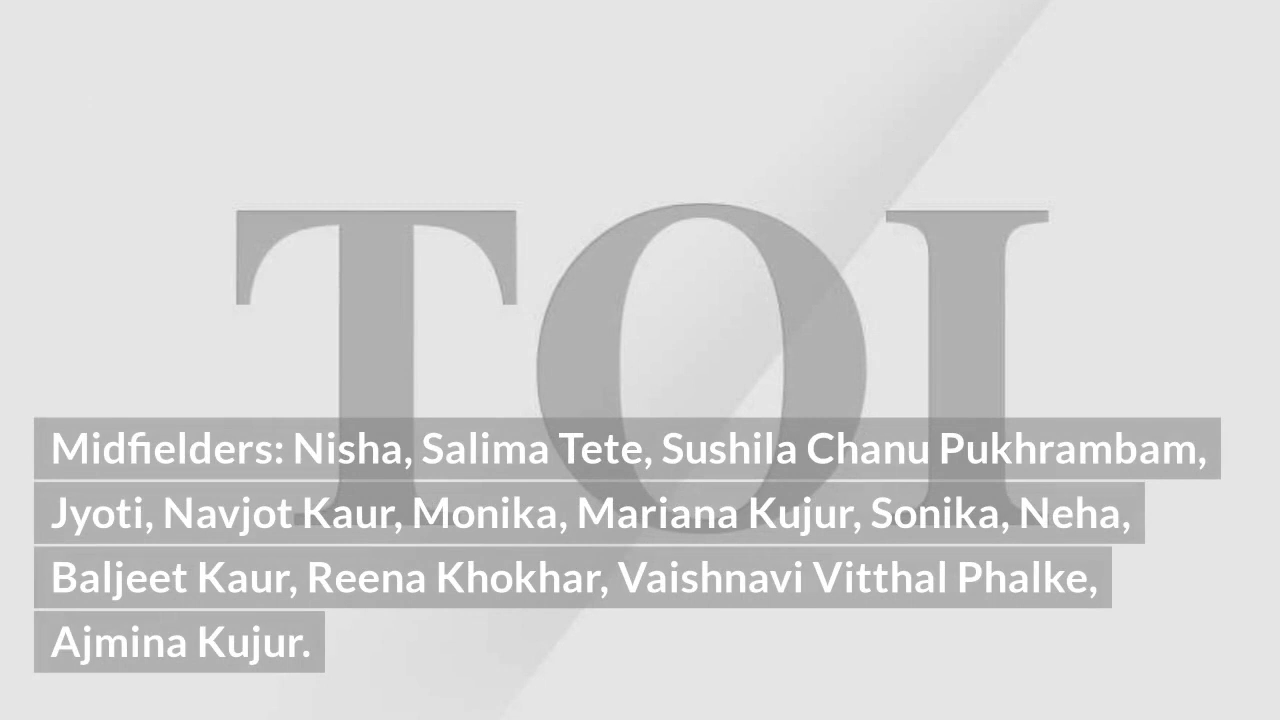 TOI
Midfielders: Nisha, Salima Tete, Sushila Chanu Pukhrambam,
Jyoti, Navjot Kaur, Monika, Mariana Kujur, Sonika, Neha,
Baljeet Kaur, Reena Khokhar, Vaishnavi Vitthal Phalke,
Ajmina Kujur.